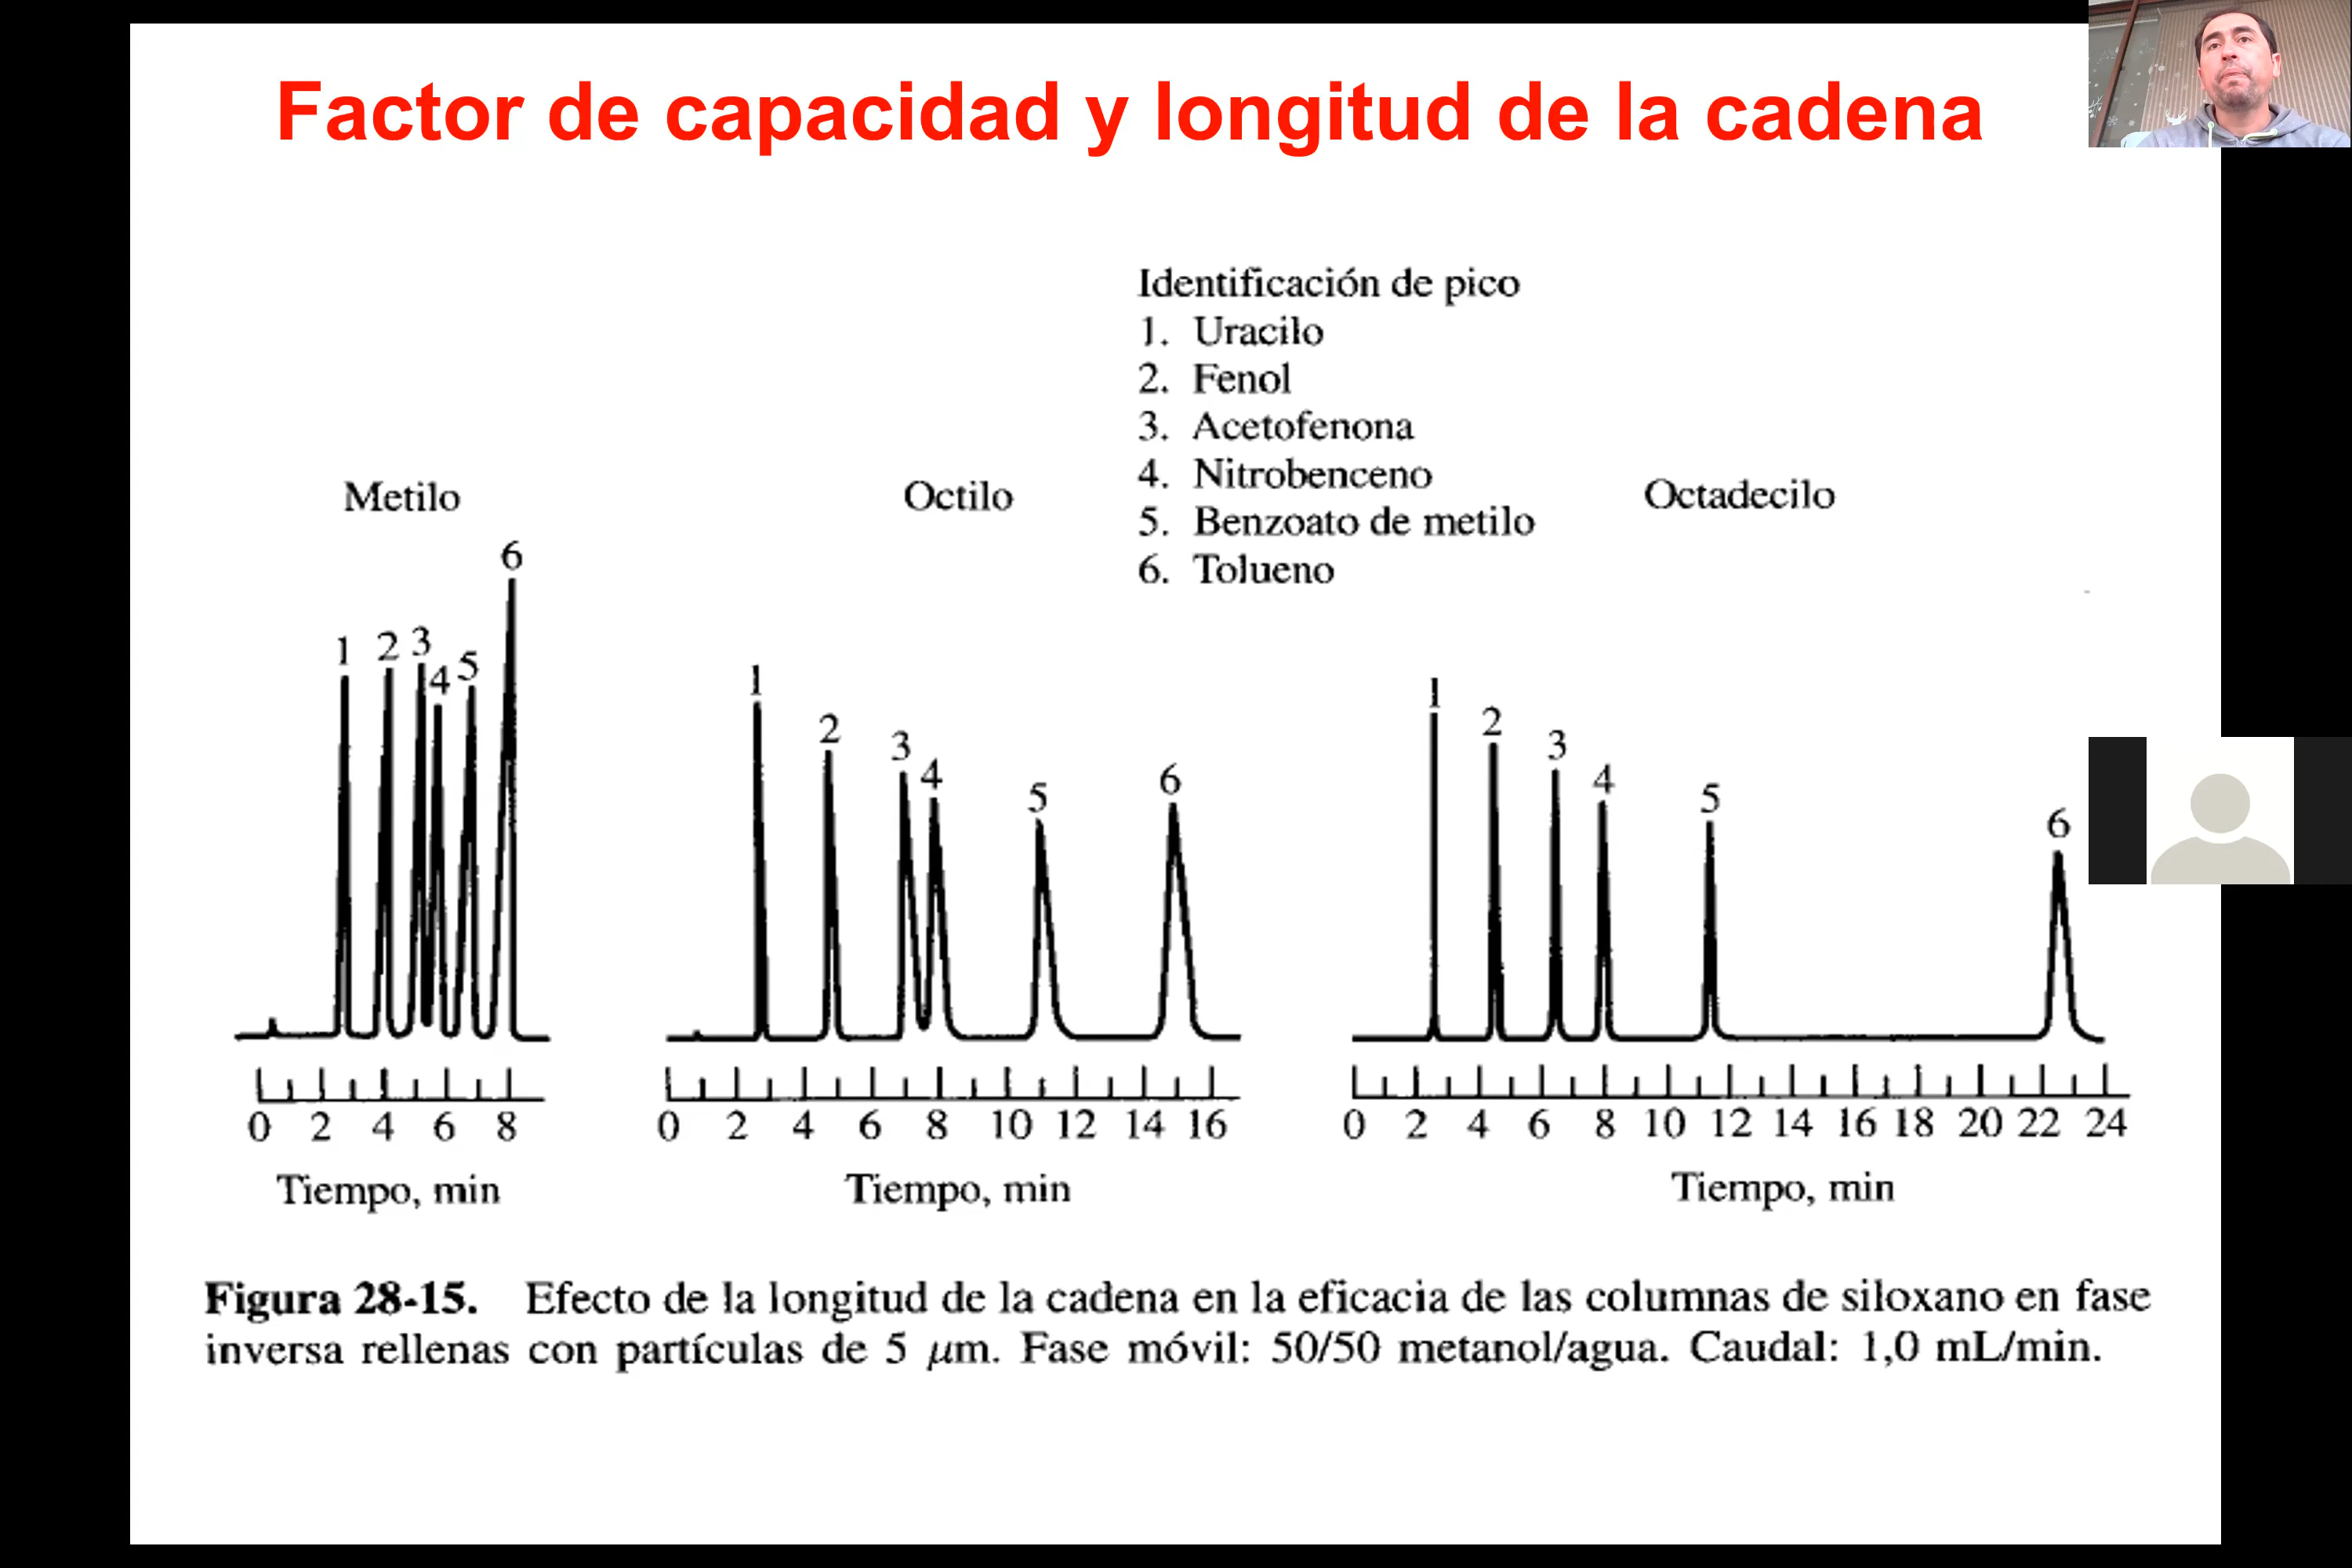 Factor de capacidad y longitud de la cadena
Identificación de pico
1. Uracilo
2. Fenol
3. Acetofenona
4. Nitrobenceno
5. Benzoato de metilo
6. Tolueno
Metilo
1 2 3 4 5 6
0 2 4 6 8
Tiempo, min
Octilo
1 2 3 4 5 6
0 2 4 6 8 10 12 14 16
Tiempo, min
Octadecilo
1 2 3 4 5 6
0 2 4 6 8 10 12 14 16 18 20 22 24
Tiempo, min
Figura 28-15. Efecto de la longitud de la cadena en la eficacia de las columnas de siloxano en fase
inversa rellenas con partículas de 5 μm. Fase móvil: 50/50 metanol/agua. Caudal: 1,0 mL/min.